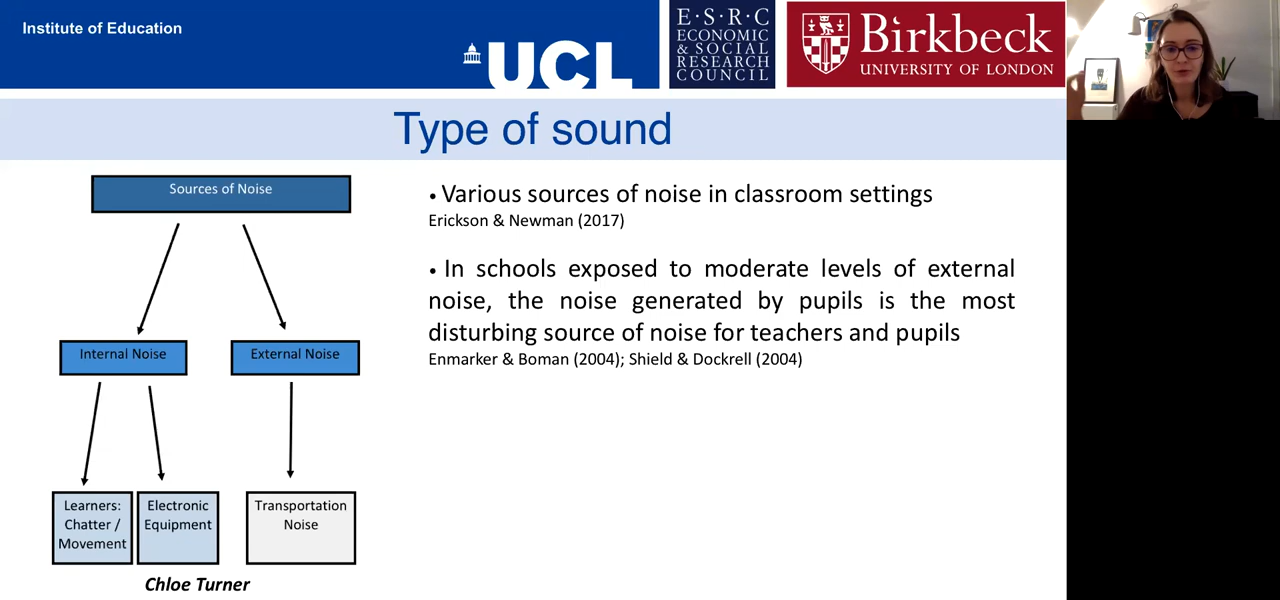 Institute of Education
UCL
E·S·R·C
ECONOMIC
& SOCIAL
RESEARCH
COUNCIL
Birkbeck
UNIVERSITY OF LONDON
Type of sound
Sources of Noise
Internal Noise
External Noise
Learners:
Chatter /
Movement
Electronic
Equipment
Transportation
Noise
Chloe Turner
• Various sources of noise in classroom settings
Erickson & Newman (2017)
• In schools exposed to moderate levels of external
noise, the noise generated by pupils is the most
disturbing source of noise for teachers and pupils
Enmarker & Boman (2004); Shield & Dockrell (2004)